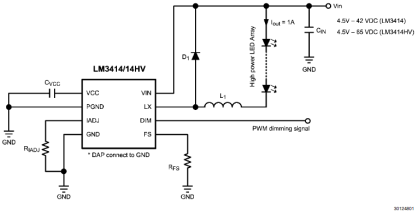 Vin
Iout = 1A
4.5V – 42 VDC (LM3414)
4.5V – 65 VDC (LM3414HV)
CIN
GND
High power LED Array
D1
LM3414/14HV
CVCC
VCC
PGND
IADJ
GND
VIN
LX
DIM
FS
* DAP connect to GND
L1
PWM dimming signal
GND
RIADJ
RFS
GND
GND
30124801